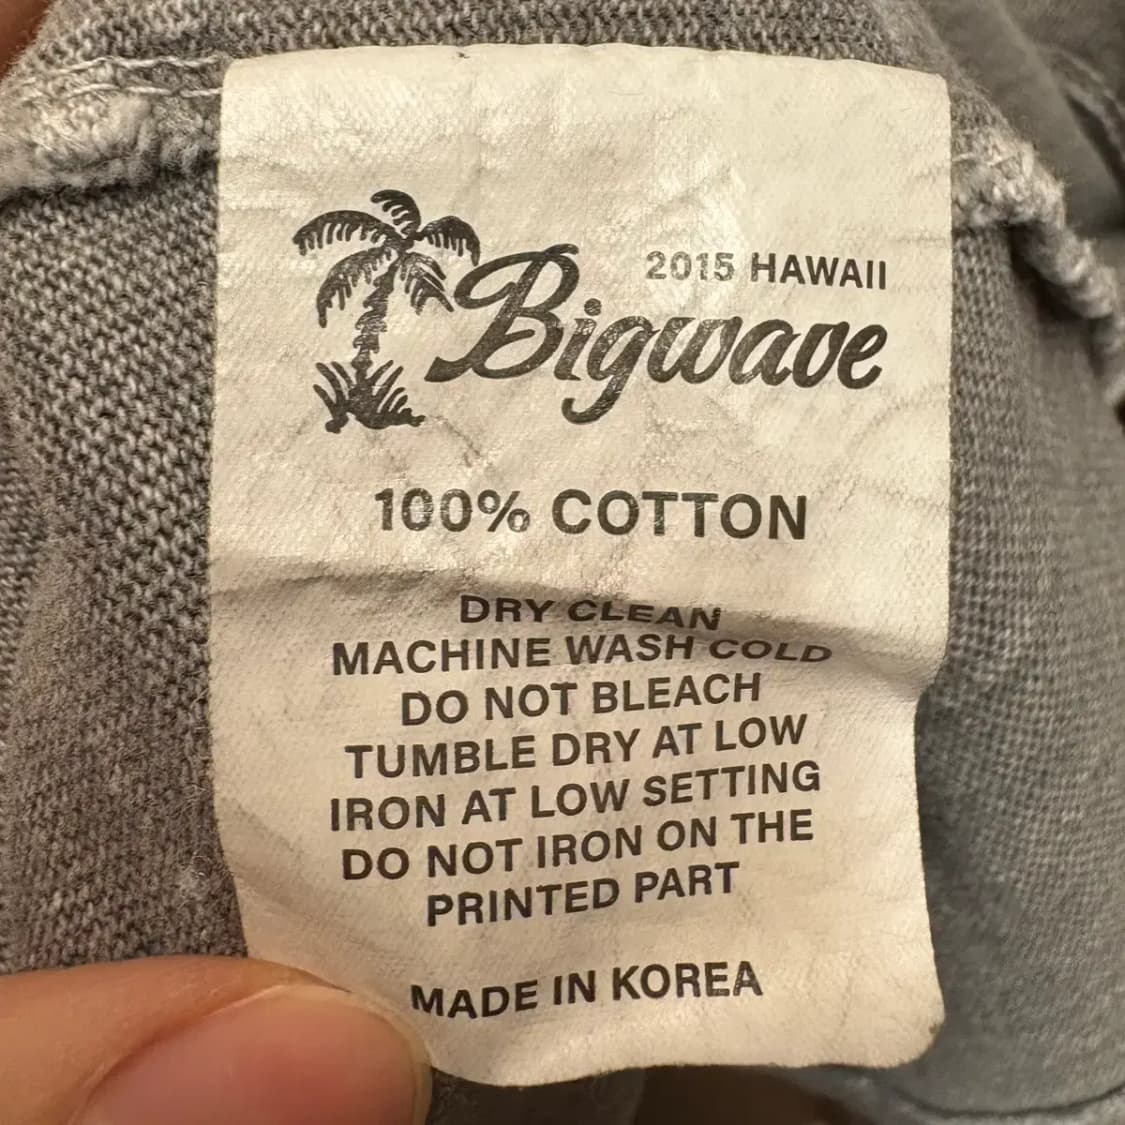 2015 HAWAII
Bigwave
100% COTTON
DRY CLEAN
MACHINE WASH COLD
DO NOT BLEACH
TUMBLE DRY AT LOW
IRON AT LOW SETTING
DO NOT IRON ON THE
PRINTED PART
MADE IN KOREA